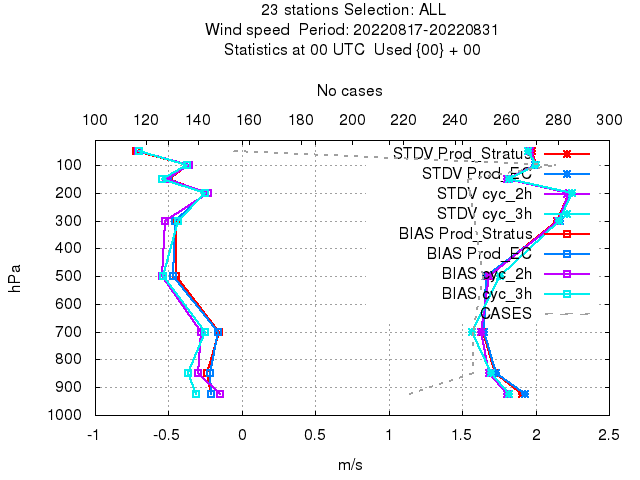 23 stations Selection: ALL
Wind speed  Period: 20220817-20220831
Statistics at 00 UTC  Used {00} + 00
No cases
100 120 140 160 180 200 220 240 260 280 300
STDV Prod_Stratus
STDV Prod_EC
STDV cyc_2h
STDV cyc_3h
BIAS Prod_Stratus
BIAS Prod_EC
BIAS cyc_2h
BIAS cyc_3h
CASES
hPa
100
200
300
400
500
600
700
800
900
1000
-1 -0.5 0 0.5 1 1.5 2 2.5
m/s